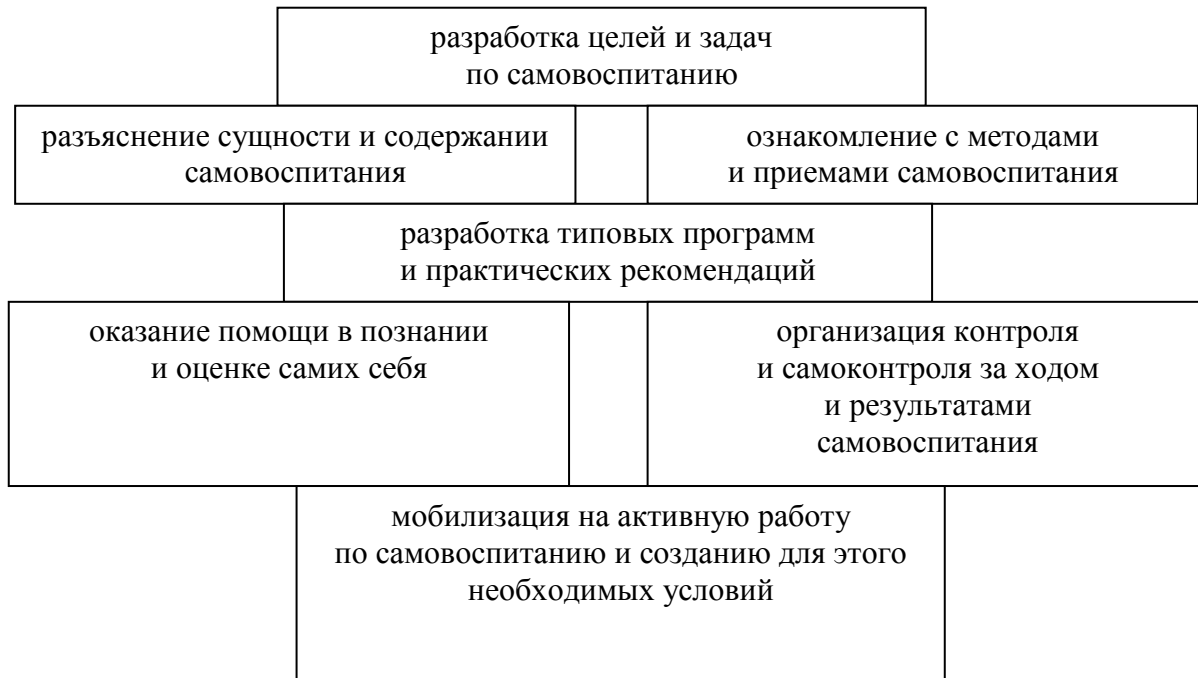 разработка целей и задач
по самовоспитанию
разъяснение сущности и содержании
самовоспитания
ознакомление с методами
и приемами самовоспитания
разработка типовых программ
и практических рекомендаций
оказание помощи в познании
и оценке самих себя
организация контроля
и самоконтроля за ходом
и результатами
самовоспитания
мобилизация на активную работу
по самовоспитанию и созданию для этого
необходимых условий